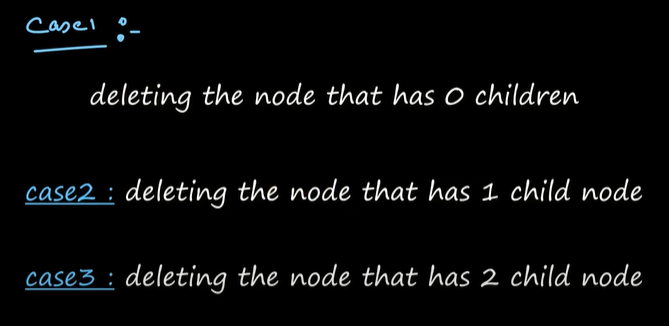 Case1 :-
deleting the node that has 0 children
case2 : deleting the node that has 1 child node
case3 : deleting the node that has 2 child node